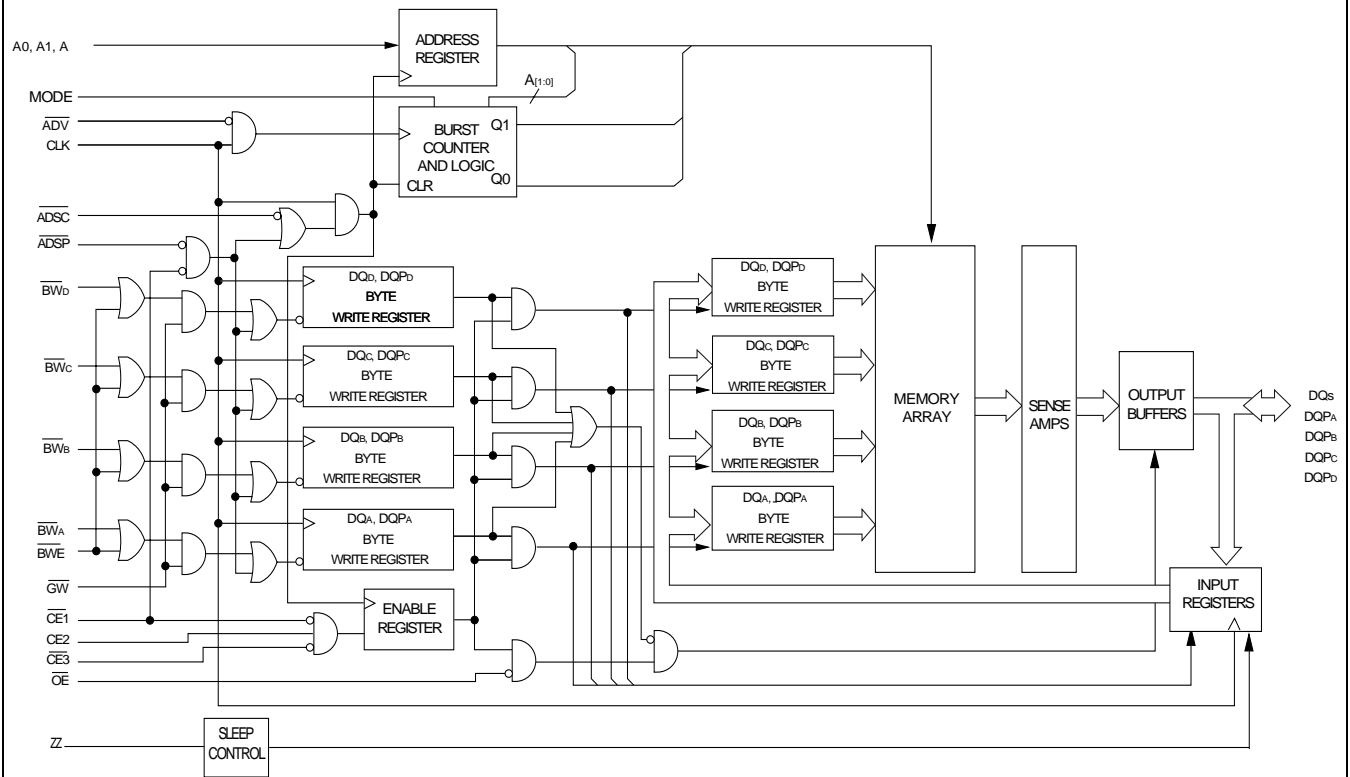 A0, A1, A
ADDRESS
REGISTER
A[1:0]
MODE
ADV
CLK
BURST
COUNTER
AND LOGIC
CLR
Q1
Q0
ADSC
ADSP
BWD
BWC
BWB
BWA
BWE
GW
CE1
CE2
CE3
OE
ZZ
DQD, DQPD
BYTE
WRITE REGISTER
DQC, DQPC
BYTE
WRITE REGISTER
DQB, DQPB
BYTE
WRITE REGISTER
DQA, DQPA
BYTE
WRITE REGISTER
ENABLE
REGISTER
SLEEP
CONTROL
DQD, DQPD
BYTE
WRITE REGISTER
DQC, DQPC
BYTE
WRITE REGISTER
DQB, DQPB
BYTE
WRITE REGISTER
DQA, DQPA
BYTE
WRITE REGISTER
MEMORY
ARRAY
SENSE
AMPS
OUTPUT
BUFFERS
INPUT
REGISTERS
DQs
DQPA
DQPB
DQPC
DQPD